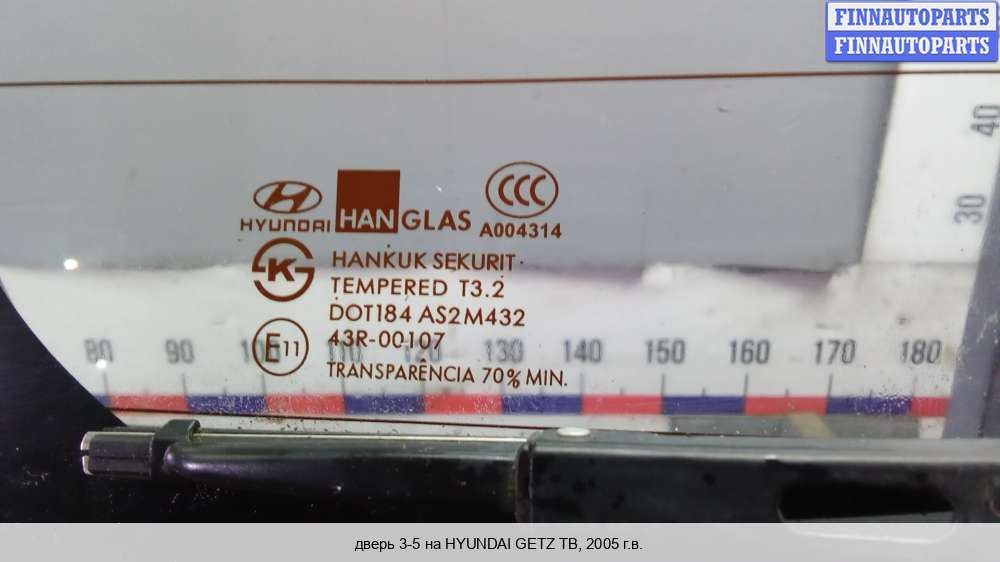 FINNAUTOPARTS
FINNAUTOPARTS
40
30
HYUNDAI HANGLAS CCC
A004314
K HANKUK SEKURIT
TEMPERED T3.2
DOT184 AS2M432
E11 43R-00107
TRANSPARÊNCIA 70% MIN.
80 90 100 110 120 130 140 150 160 170 180
дверь 3-5 на HYUNDAI GETZ TB, 2005 г.в.